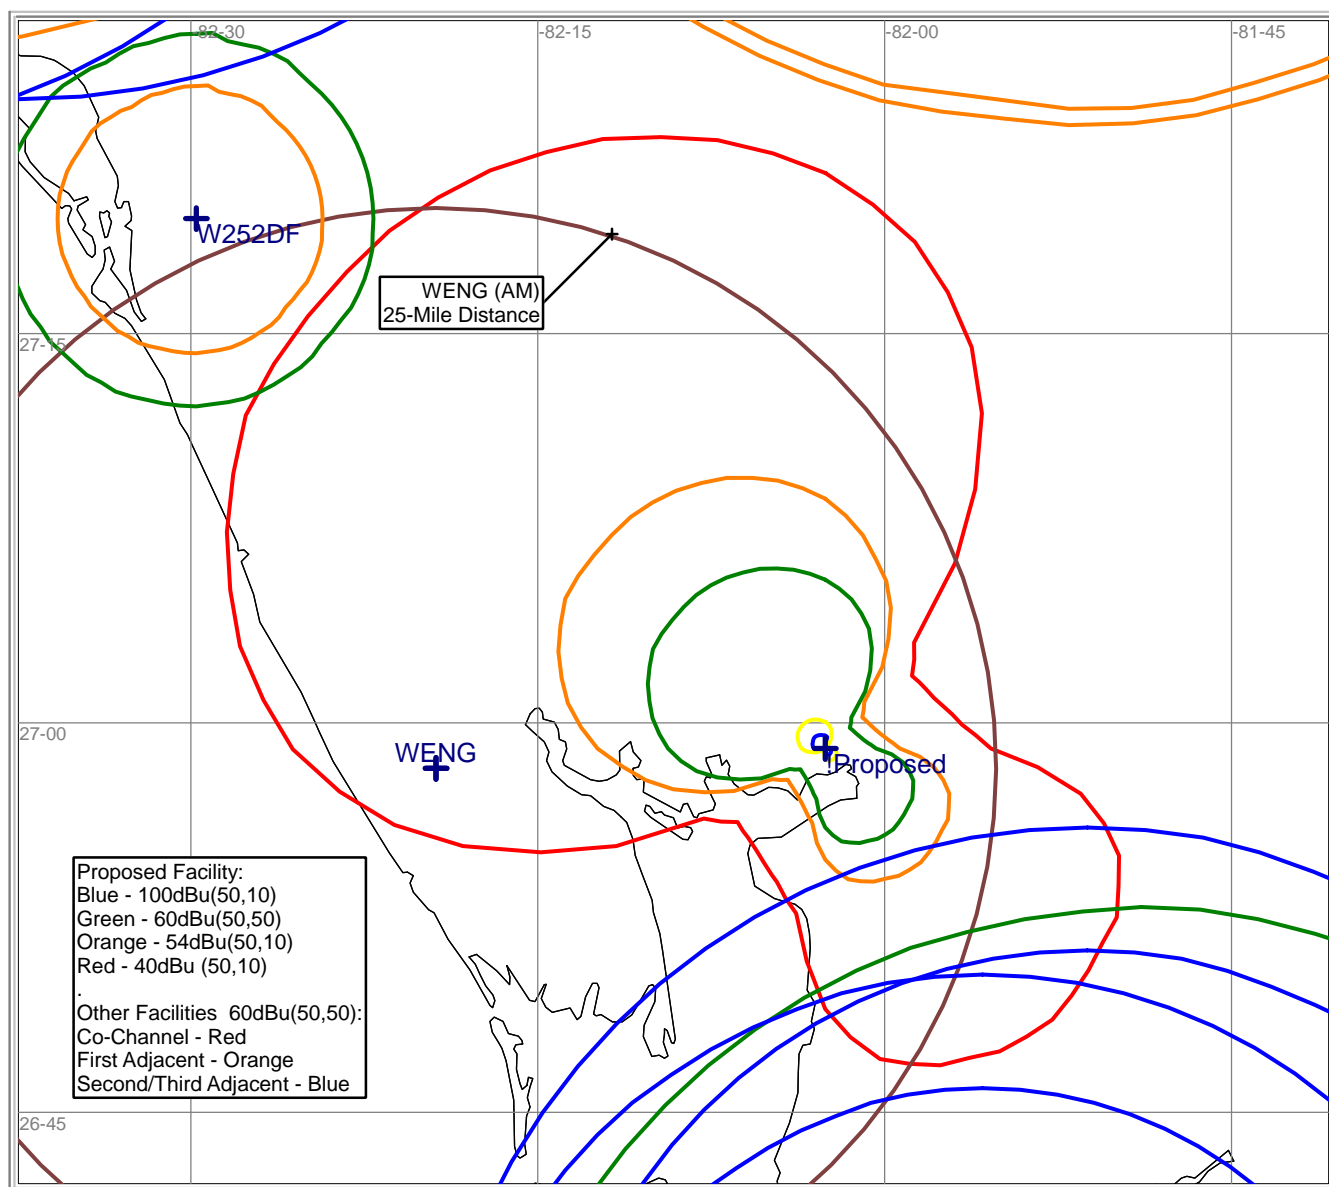 -82-30
-82-15
-82-00
-81-45
W252DF
WENG (AM)
25-Mile Distance
27-15
27-00
WENG
!Proposed
Proposed Facility:
Blue - 100dBu(50,10)
Green - 60dBu(50,50)
Orange - 54dBu(50,10)
Red - 40dBu (50,10)
.
Other Facilities  60dBu(50,50):
Co-Channel - Red
First Adjacent - Orange
Second/Third Adjacent - Blue
26-45